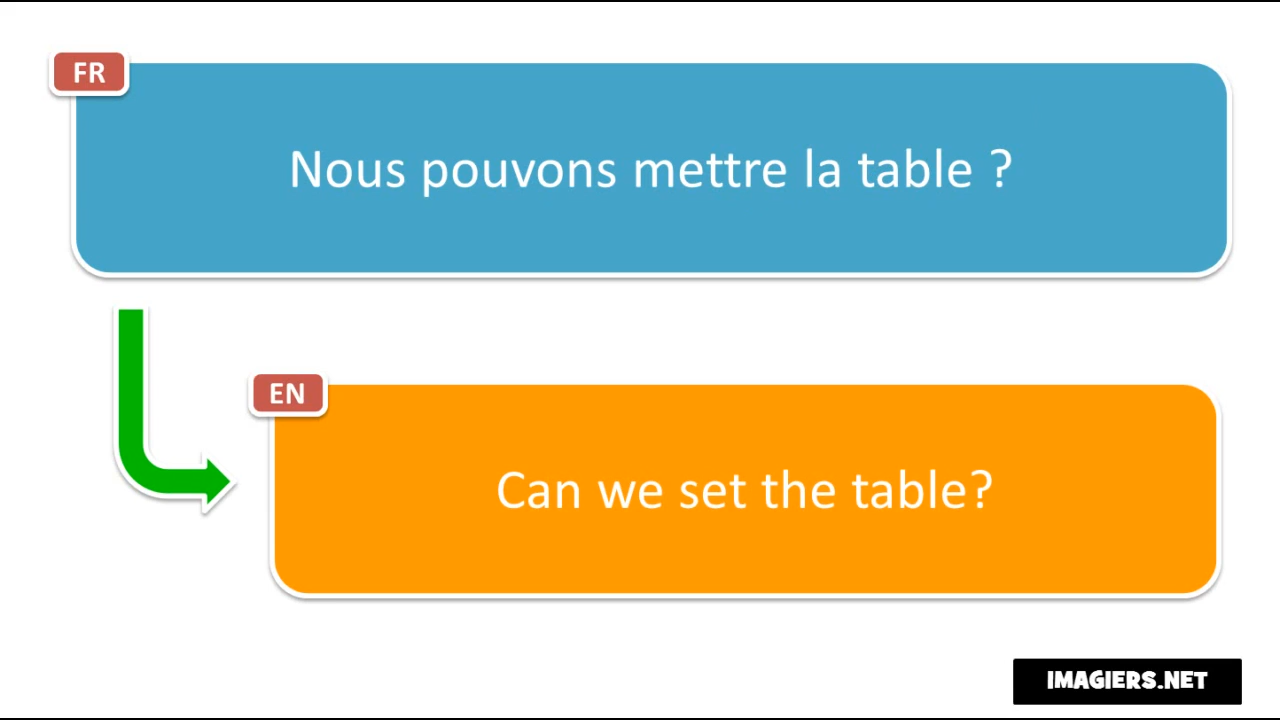 FR
Nous pouvons mettre la table ?
EN
Can we set the table?
IMAGIERS.NET